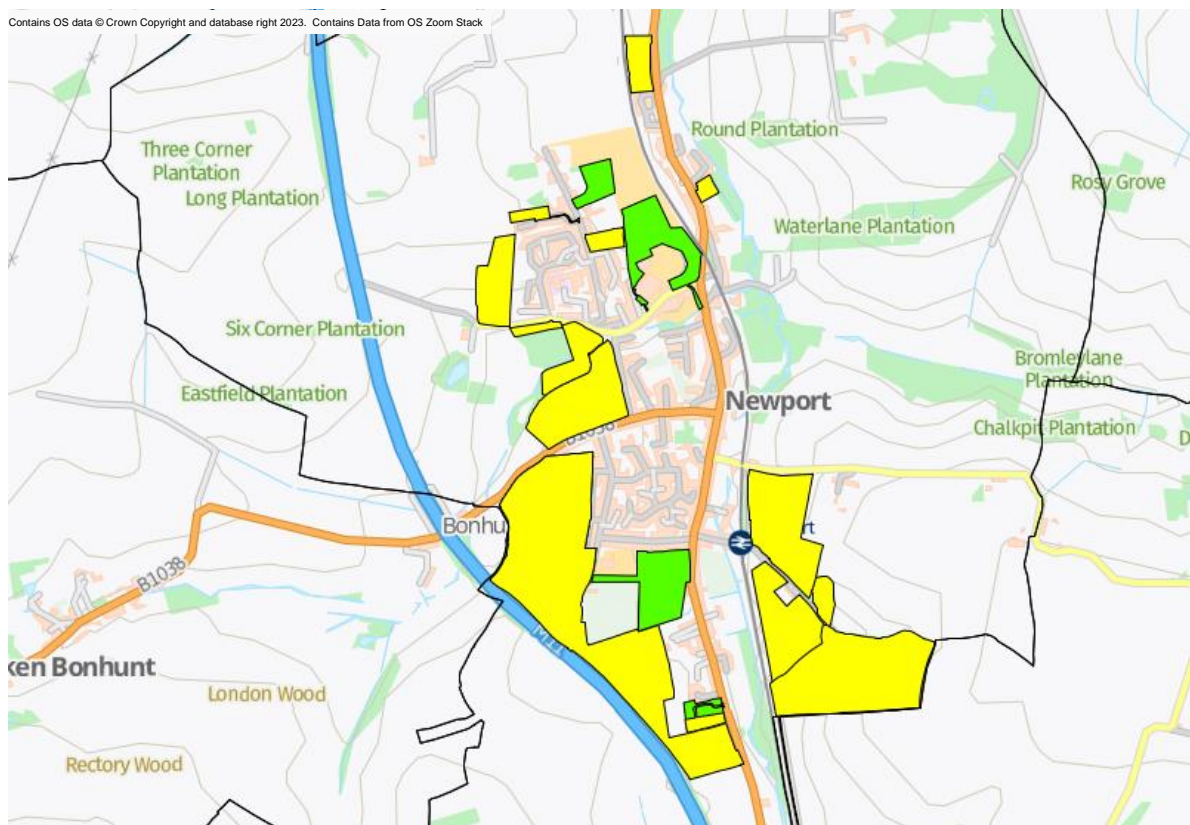 Contains OS data © Crown Copyright and database right 2023.  Contains Data from OS Zoom Stack
Round Plantation
Three Corner
Plantation
Long Plantation
Rosy Grove
Waterlane Plantation
Six Corner Plantation
Bromleylane
Plantation
Eastfield Plantation
Newport
Chalkpit Plantation
D
B1038
Bonhu
rt
B1038
M11
ken Bonhunt
London Wood
Rectory Wood